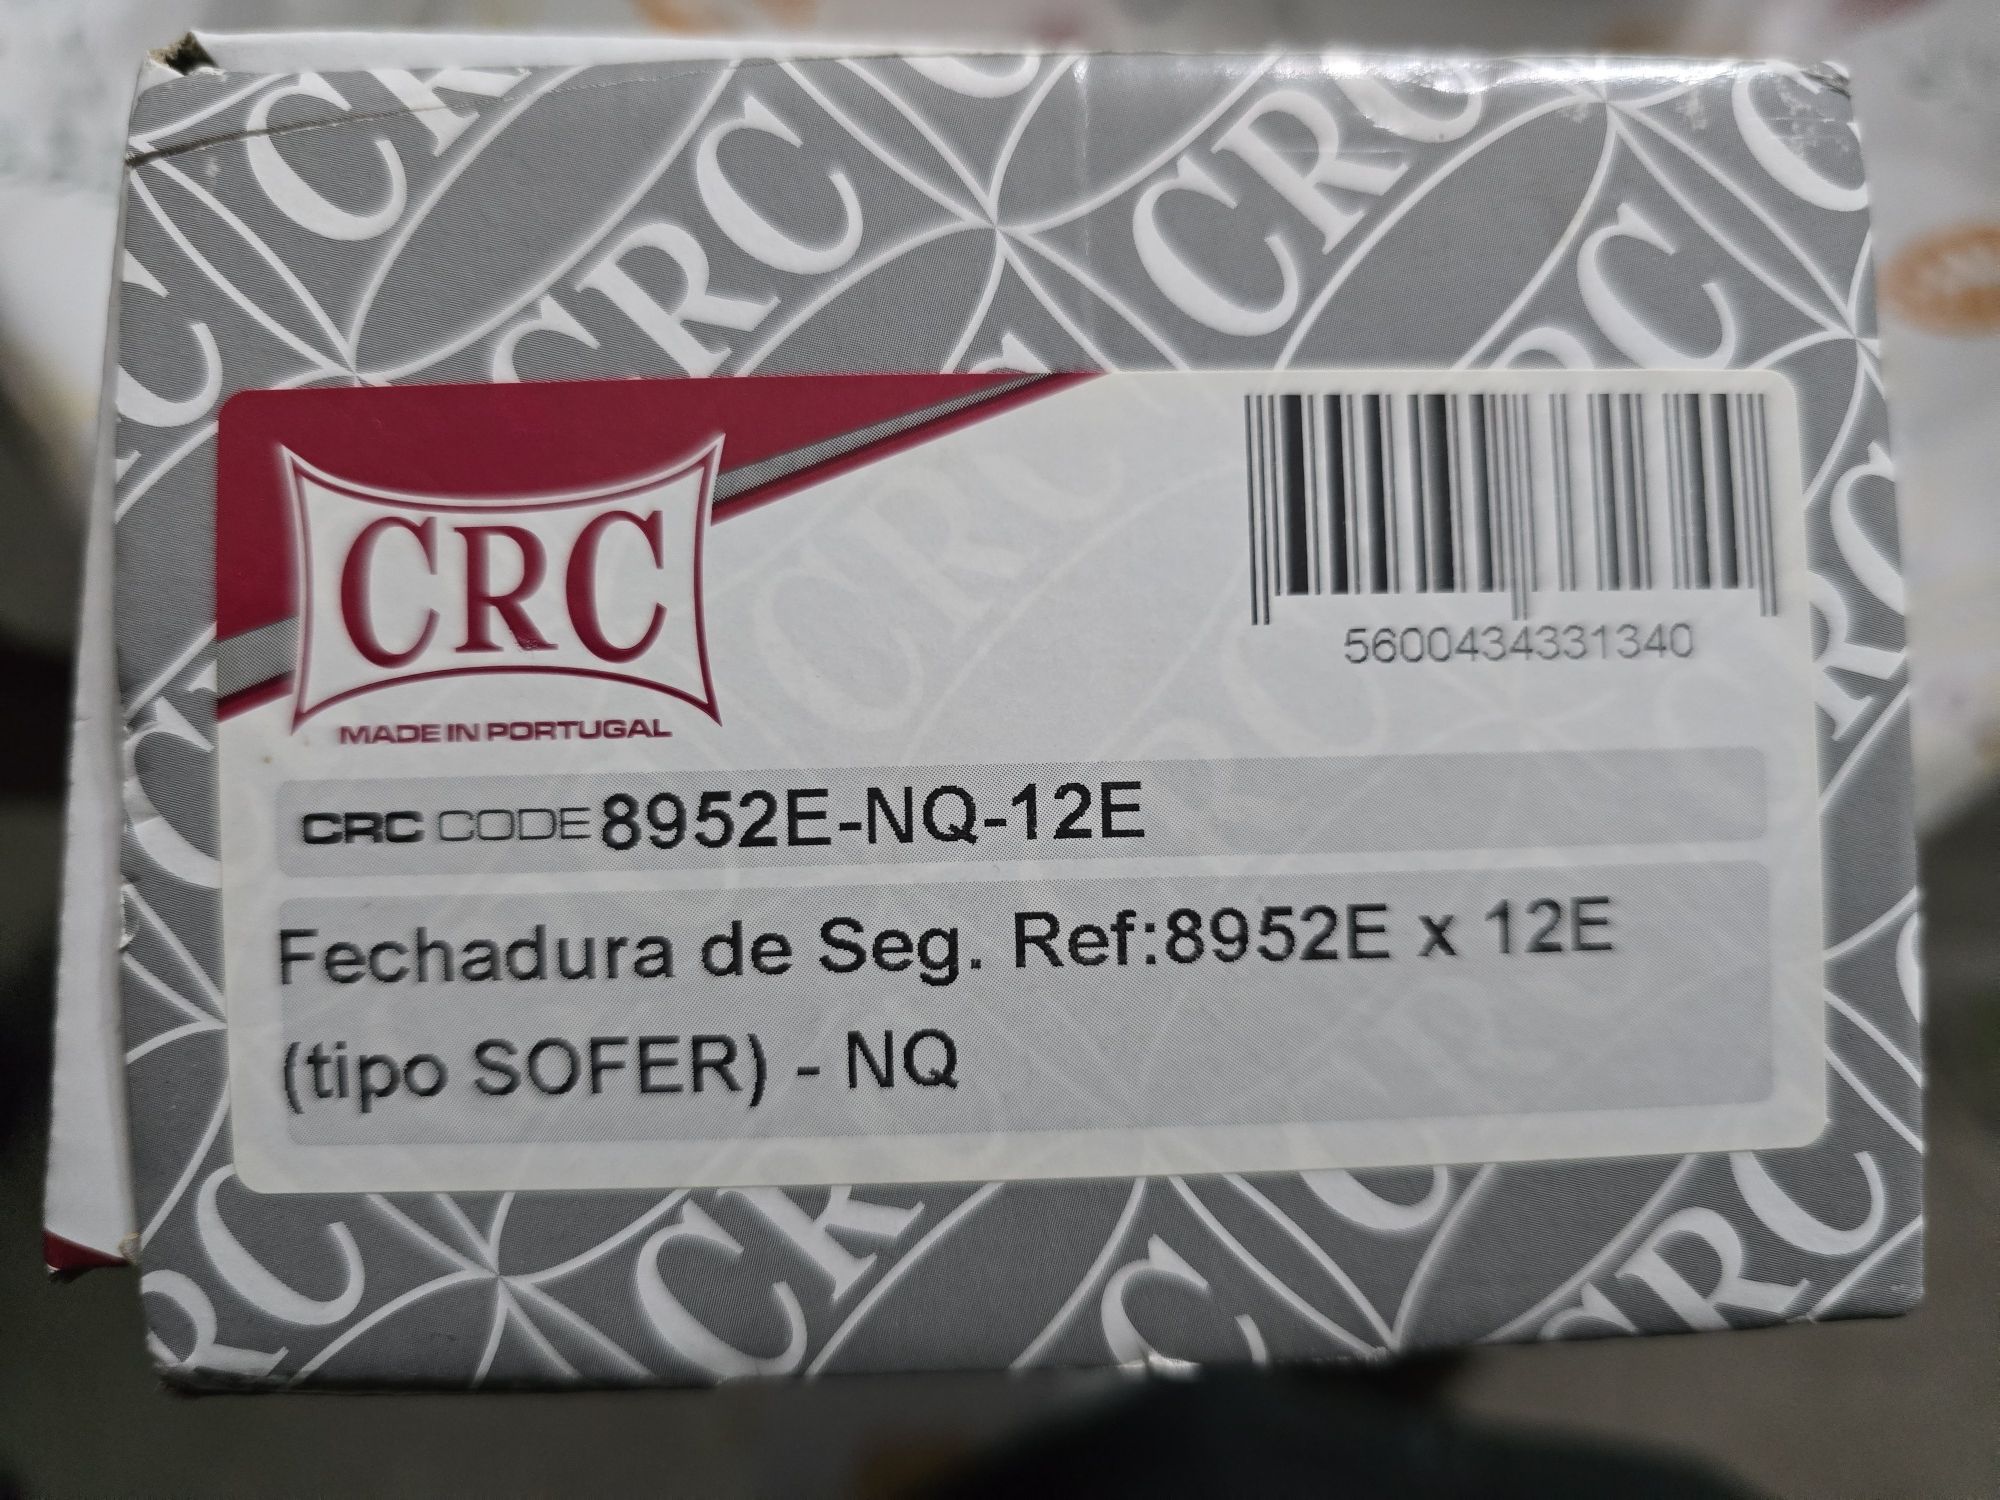 CRC
MADE IN PORTUGAL
5600434331340
CRC CODE 8952E-NQ-12E
Fechadura de Seg. Ref:8952E x 12E
(tipo SOFER) - NQ